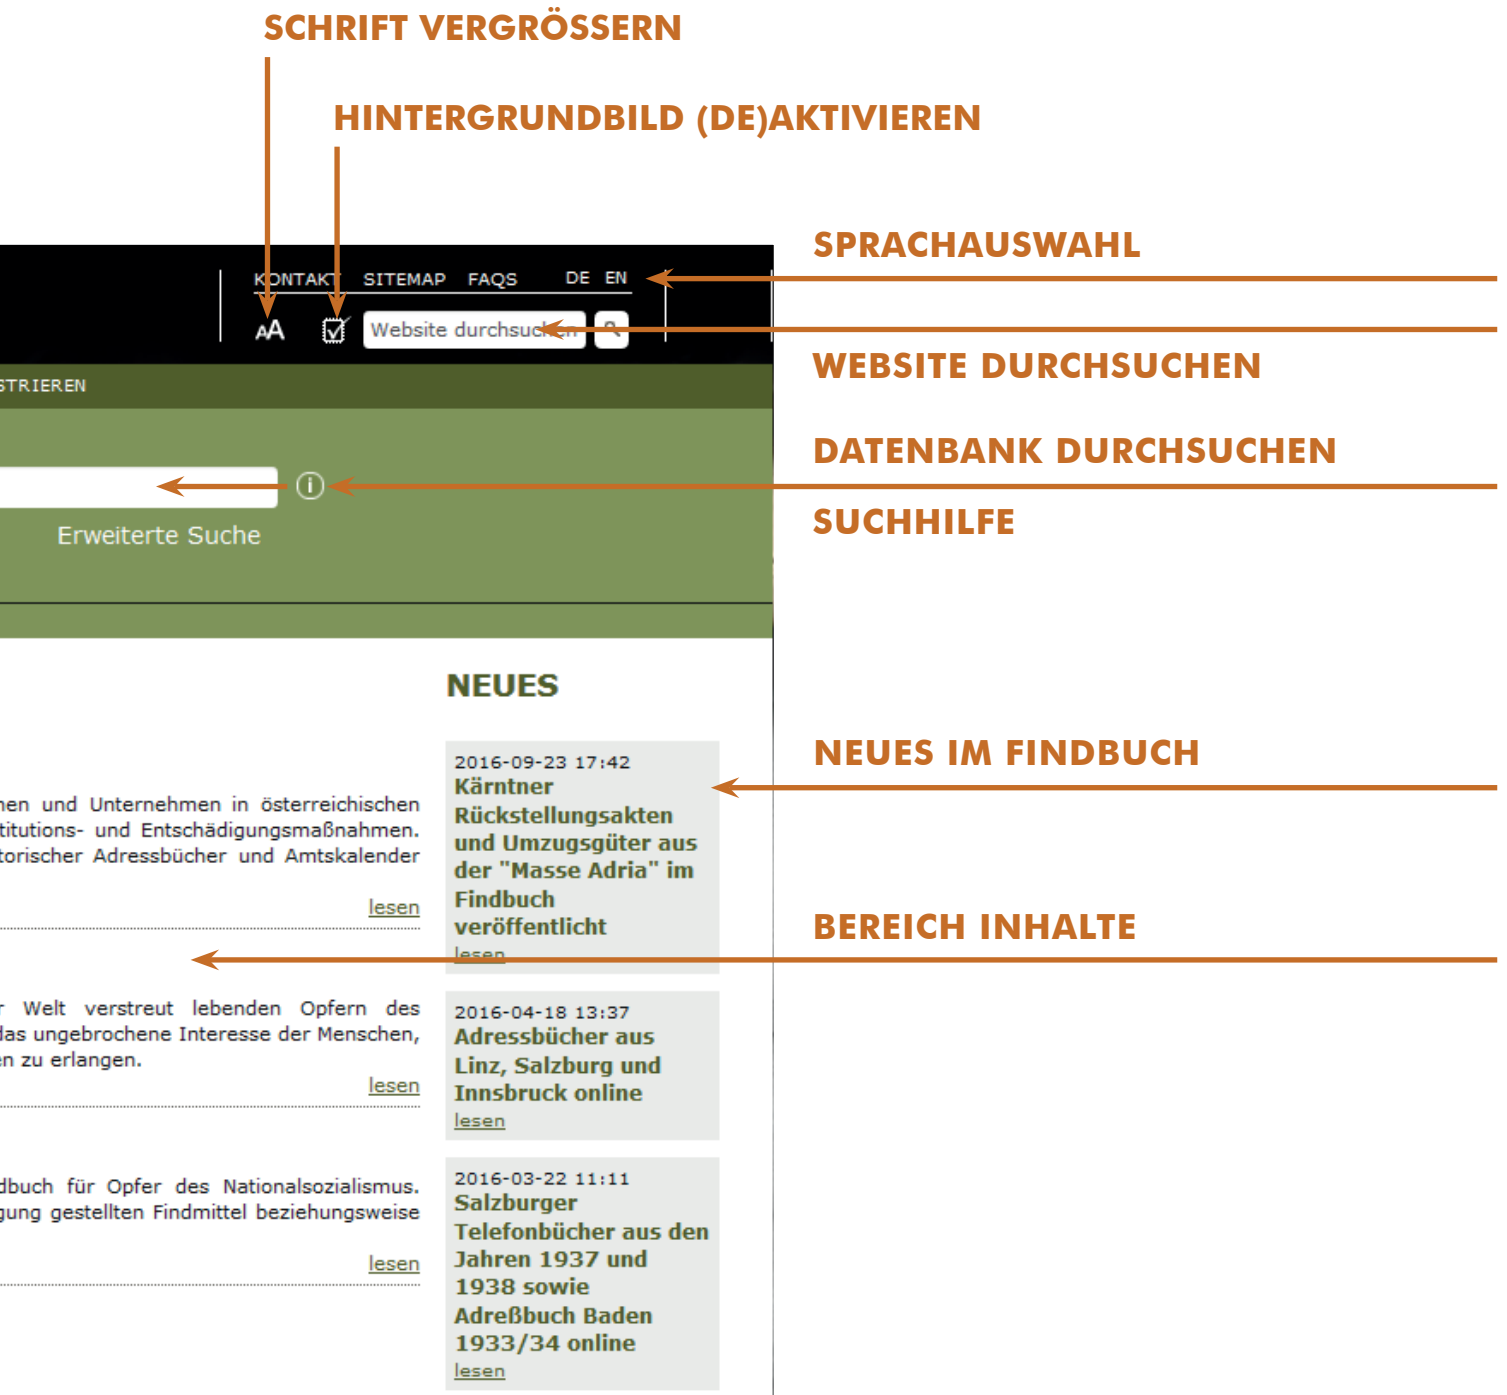 SCHRIFT VERGRÖSSERN
HINTERGRUNDBILD (DE)AKTIVIEREN
SPRACHAUSWAHL
KONTAKT SITEMAP FAQS DE EN
AA Website durchsuchen
WEBSITE DURCHSUCHEN
STRIEREN
DATENBANK DURCHSUCHEN
i
SUCHHILFE
Erweiterte Suche
NEUES
NEUES IM FINDBUCH
2016-09-23 17:42
Kärntner
Rückstellungsakten
und Umzugsgüter aus
der "Masse Adria" im
Findbuch
veröffentlicht
lesen
nen und Unternehmen in österreichischen
titutions- und Entschädigungsmaßnahmen.
torischer Adressbücher und Amtskalender
lesen
BEREICH INHALTE
r Welt verstreut lebenden Opfern des
das ungebrochene Interesse der Menschen,
en zu erlangen.
lesen
2016-04-18 13:37
Adressbücher aus
Linz, Salzburg und
Innsbruck online
lesen
dbuch für Opfer des Nationalsozialismus.
gung gestellten Findmittel beziehungsweise
lesen
2016-03-22 11:11
Salzburger
Telefonbücher aus den
Jahren 1937 und
1938 sowie
Adreßbuch Baden
1933/34 online
lesen